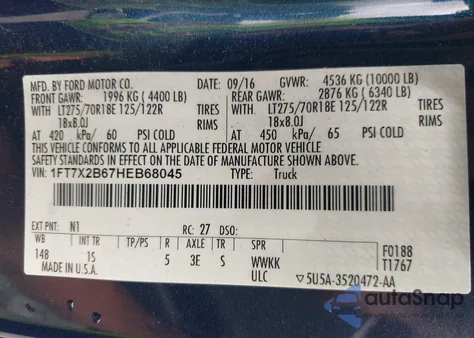 MFD. BY FORD MOTOR CO. DATE: 09/16 GVWR: 4536 KG (10000 LB)
FRONT GAWR: 1996 KG ( 4400 LB) REAR GAWR: 2876 KG ( 6340 LB)
WITH LT275/70R18E 125/122R TIRES WITH LT275/70R18E 125/122R TIRES
18x8.0J RIMS 18x8.0J RIMS
AT 420 kPa/ 60 PSI COLD AT 450 kPa/ 65 PSI COLD
THIS VEHICLE CONFORMS TO ALL APPLICABLE FEDERAL MOTOR VEHICLE
SAFETY STANDARDS IN EFFECT ON THE DATE OF MANUFACTURE SHOWN ABOVE.
VIN: 1FT7X2B67HEB68045 TYPE: Truck
EXT PNT: N1 RC: 27 DSO:
WB INT TR TP/PS R AXLE TR SPR F0188
148 1S 5 3E S WWKK T1767
MADE IN U.S.A. ULC ▽5U5A-3520472-AA
autoSnap